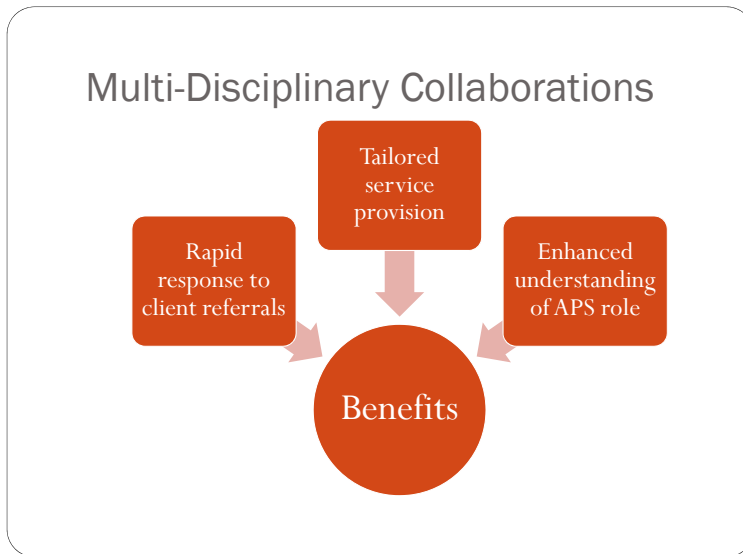 Multi-Disciplinary Collaborations
Tailored
service
provision
Rapid
response to
client referrals
Enhanced
understanding
of APS role
Benefits